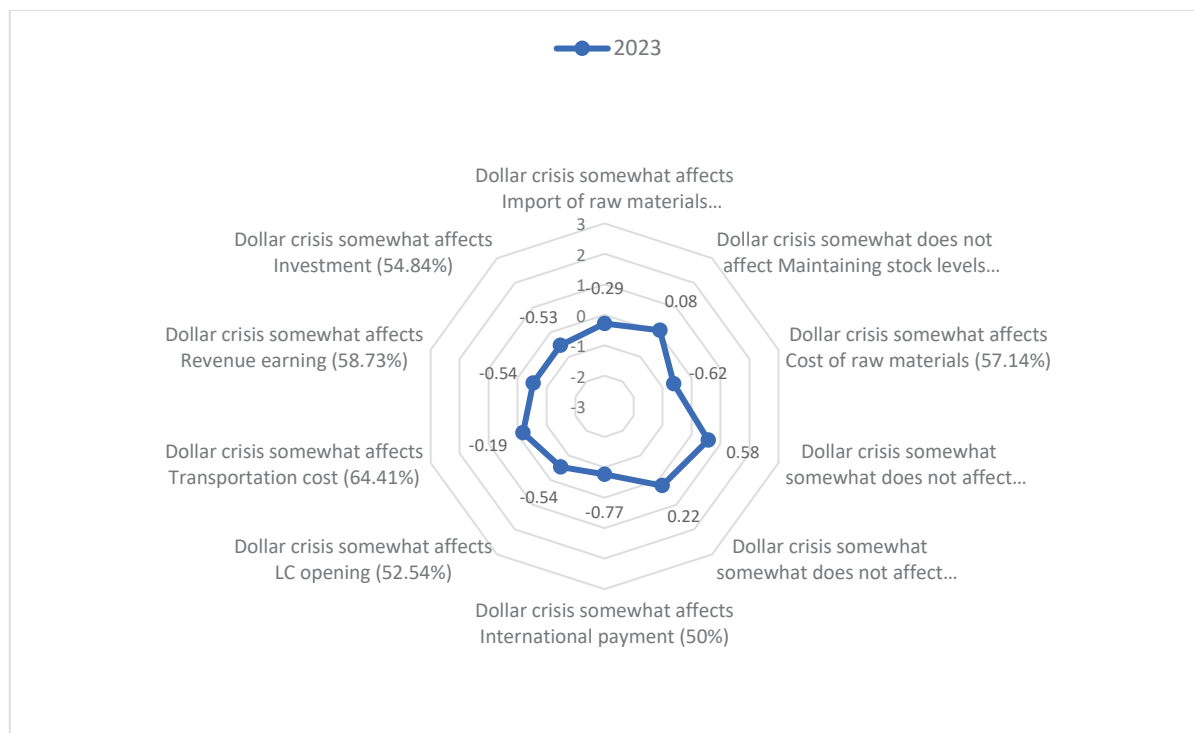 2023
Dollar crisis somewhat affects
Import of raw materials...
Dollar crisis somewhat does not
affect Maintaining stock levels...
Dollar crisis somewhat affects
Cost of raw materials (57.14%)
Dollar crisis somewhat
somewhat does not affect...
Dollar crisis somewhat
somewhat does not affect...
Dollar crisis somewhat affects
International payment (50%)
Dollar crisis somewhat affects
LC opening (52.54%)
Dollar crisis somewhat affects
Transportation cost (64.41%)
Dollar crisis somewhat affects
Revenue earning (58.73%)
Dollar crisis somewhat affects
Investment (54.84%)
3
2
1
0
-1
-2
-3
-0.29
0.08
-0.62
0.58
0.22
-0.77
-0.54
-0.19
-0.54
-0.53